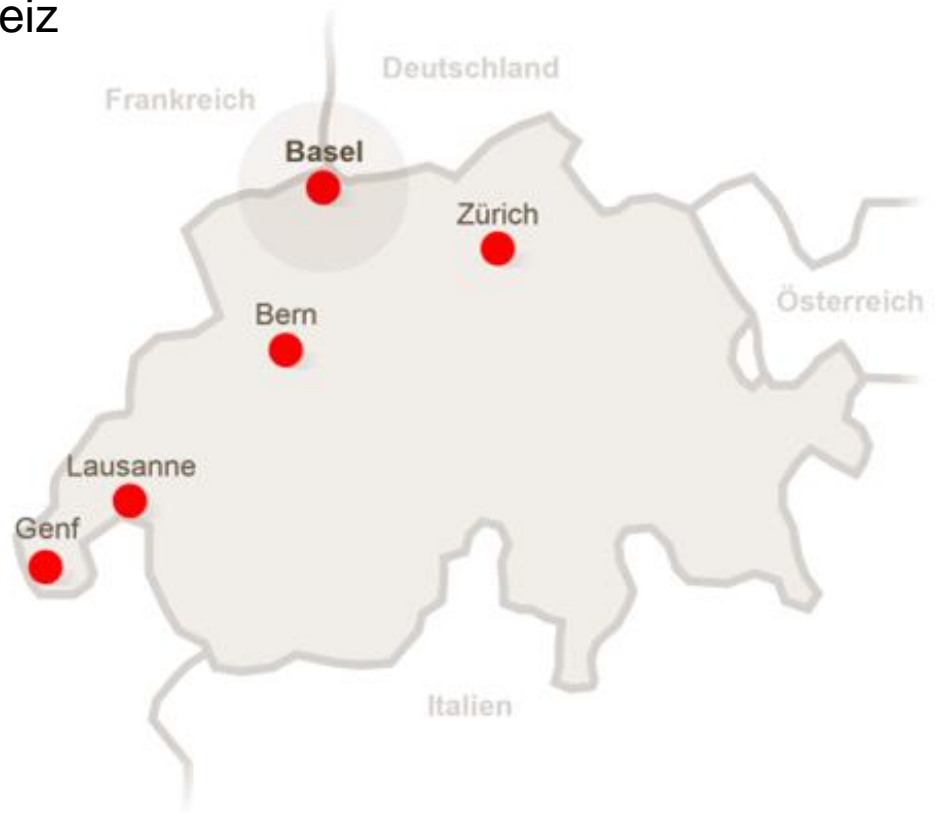 eiz
Deutschland
Frankreich
Basel
Zürich
Österreich
Bern
Lausanne
Genf
Italien